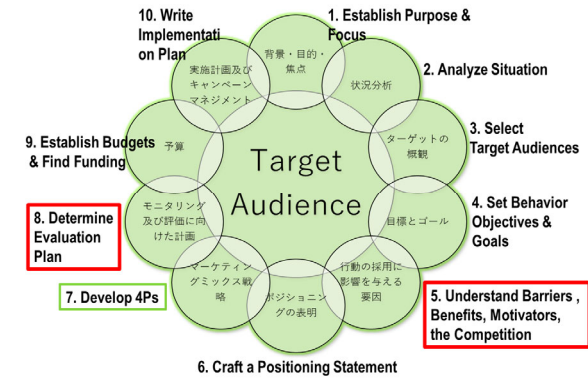 10. Write
Implementati
on Plan
1. Establish Purpose &
Focus
背景・目的・
焦点
実施計画及び
キャンペーン
マネジメント
状況分析
2. Analyze Situation
9. Establish Budgets
& Find Funding
予算
ターゲットの
概観
3. Select
Target Audiences
Target
Audience
8. Determine
Evaluation
Plan
モニタリング
及び評価に向
けた計画
目標とゴール
4. Set Behavior
Objectives &
Goals
7. Develop 4Ps
マーケティン
グミックス戦
略
ポジショニン
グの表明
行動の採用に
影響を与える
要因
5. Understand Barriers ,
Benefits, Motivators,
the Competition
6. Craft a Positioning Statement